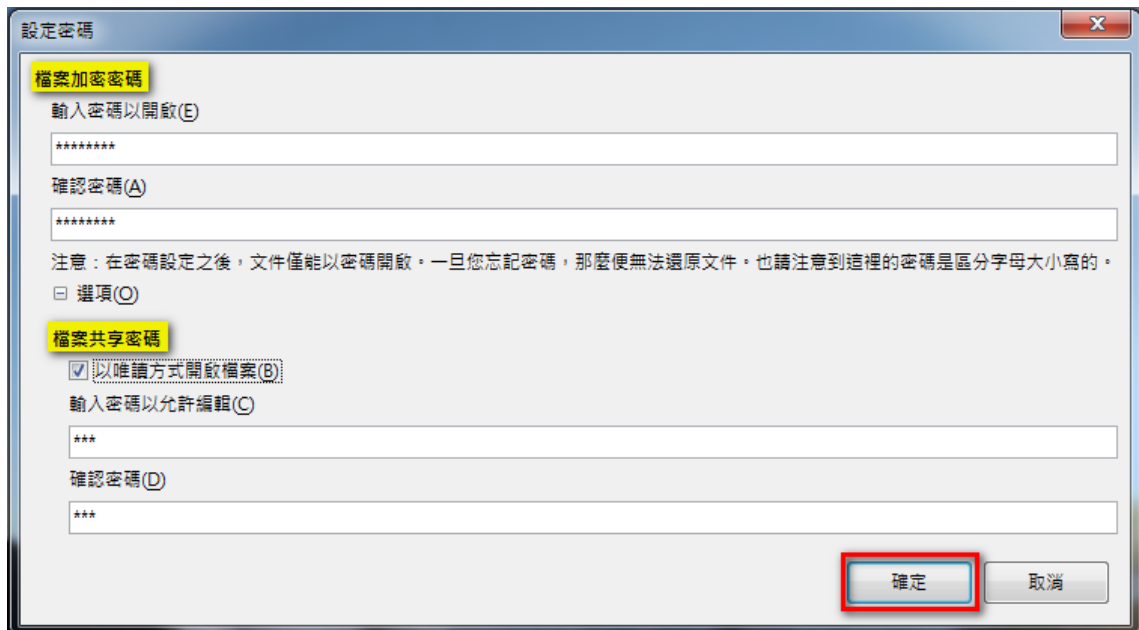 設定密碼
檔案加密密碼
輸入密碼以開啟(E)
********
確認密碼(A)
********
注意：在密碼設定之後，文件僅能以密碼開啟。一旦您忘記密碼，那麼便無法還原文件。也請注意到這裡的密碼是區分字母大小寫的。
選項(O)
檔案共享密碼
以唯讀方式開啟檔案(B)
輸入密碼以允許編輯(C)
***
確認密碼(D)
***
確定 取消